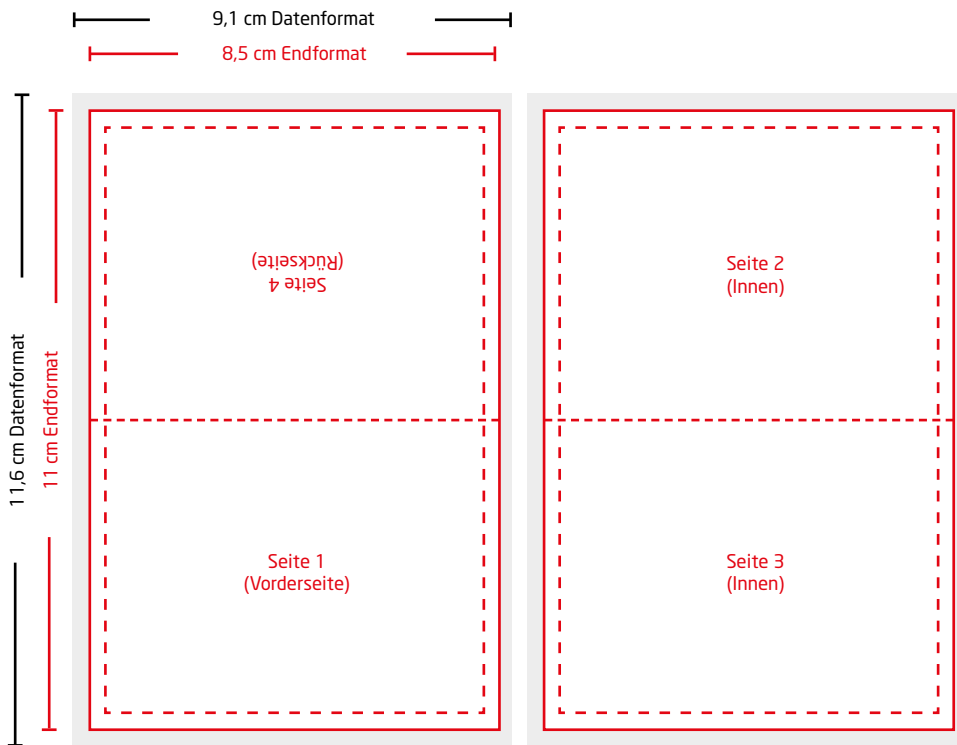 9,1 cm Datenformat
8,5 cm Endformat
11,6 cm Datenformat
11 cm Endformat
Seite 4
(Rückseite)
Seite 2
(Innen)
Seite 1
(Vorderseite)
Seite 3
(Innen)